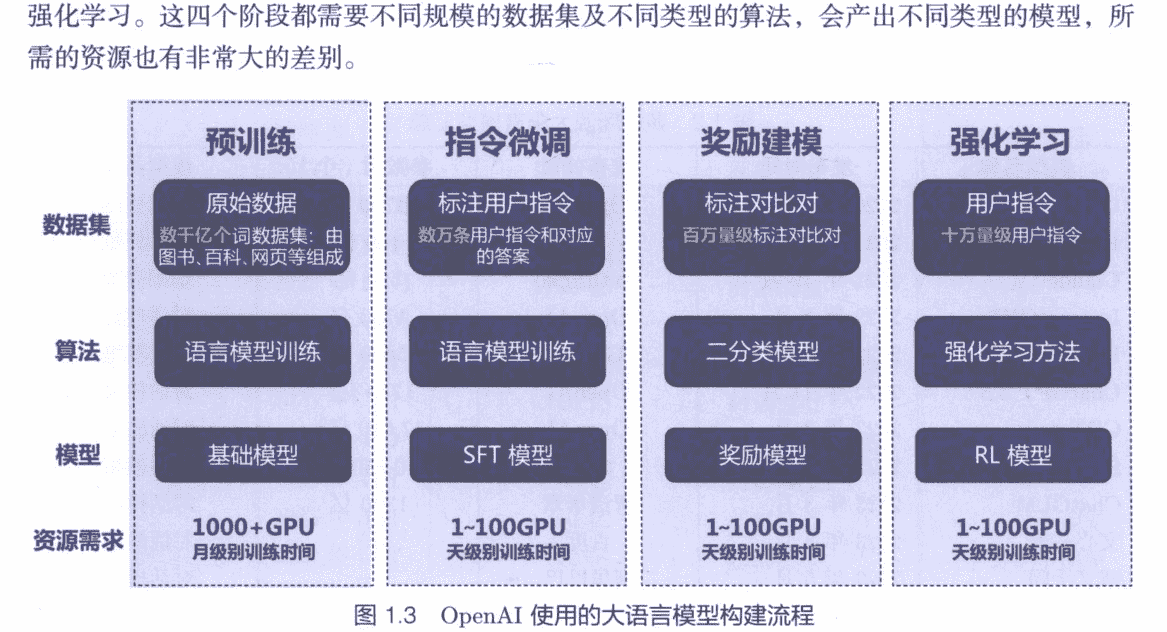 强化学习。这四个阶段都需要不同规模的数据集及不同类型的算法，会产出不同类型的模型，所
需的资源也有非常大的差别。
预训练
指令微调
奖励建模
强化学习
数据集
原始数据
数千亿个词数据集：由
图书、百科、网页等组成
标注用户指令
数万条用户指令和对应
的答案
标注对比对
百万量级标注对比对
用户指令
十万量级用户指令
算法
语言模型训练
语言模型训练
二分类模型
强化学习方法
模型
基础模型
SFT 模型
奖励模型
RL 模型
资源需求
1000+GPU
月级别训练时间
1~100GPU
天级别训练时间
1~100GPU
天级别训练时间
1~100GPU
天级别训练时间
图 1.3 OpenAI 使用的大语言模型构建流程